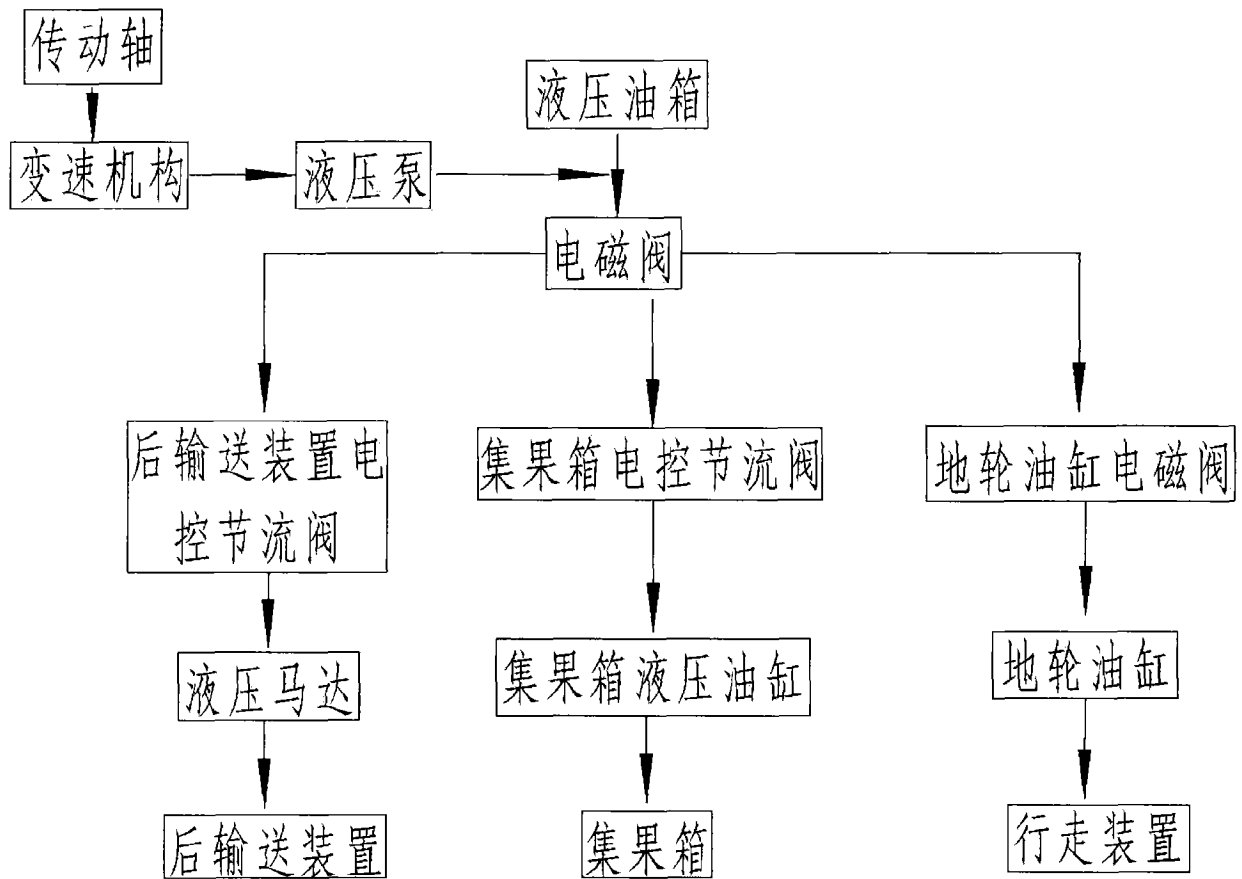 传动轴
液压油箱
变速机构
液压泵
电磁阀
后输送装置电
控节流阀
集果箱电控节流阀
地轮油缸电磁阀
液压马达
集果箱液压油缸
地轮油缸
后输送装置
集果箱
行走装置